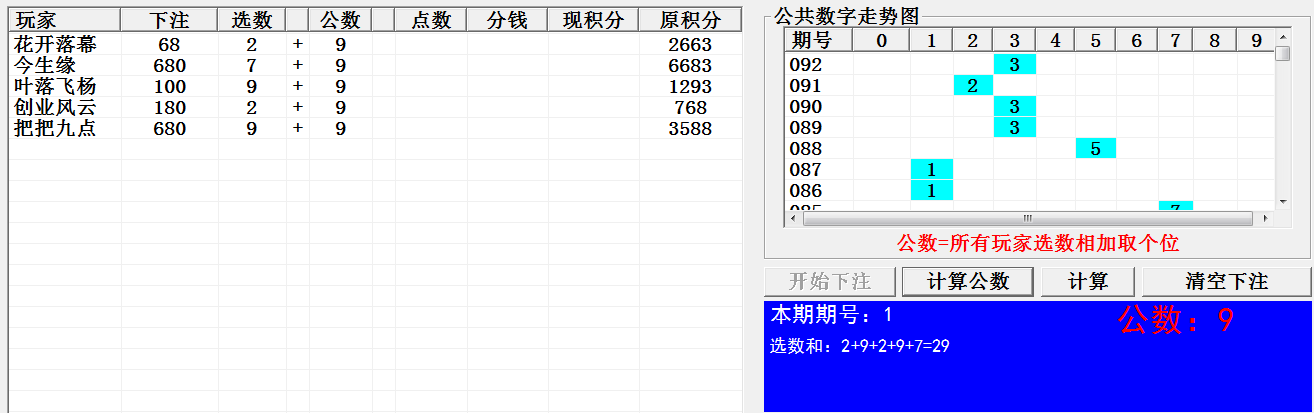 玩家 下注 选数 公数 点数 分钱 现积分 原积分
花开落幕 68 2 + 9 2663
今生缘 680 7 + 9 6683
叶落飞杨 100 9 + 9 1293
创业风云 180 2 + 9 768
把把九点 680 9 + 9 3588
公共数字走势图
期号 0 1 2 3 4 5 6 7 8 9
092 3
091 2
090 3
089 3
088 5
087 1
086 1
085 7
公数=所有玩家选数相加取个位
开始下注 计算公数 计算 清空下注
本期期号：1 公数：9
选数和：2+9+2+9+7=29